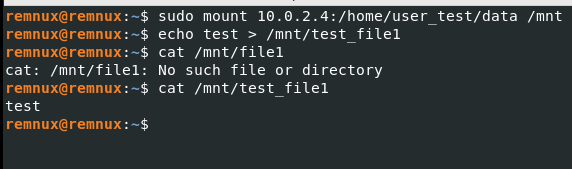 remnux@remnux:~$ sudo mount 10.0.2.4:/home/user_test/data /mnt
remnux@remnux:~$ echo test > /mnt/test_file1
remnux@remnux:~$ cat /mnt/file1
cat: /mnt/file1: No such file or directory
remnux@remnux:~$ cat /mnt/test_file1
test
remnux@remnux:~$